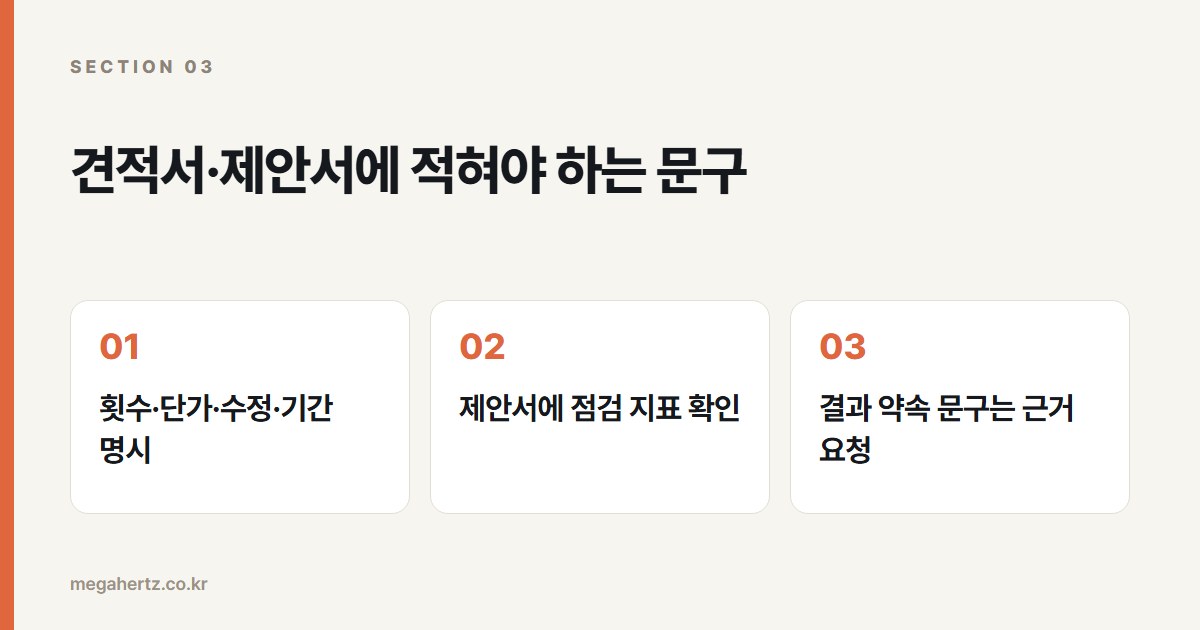 SECTION 03
견적서·제안서에 적혀야 하는 문구
01
횟수·단가·수정·기간
명시
02
제안서에 점검 지표 확인
03
결과 약속 문구는 근거
요청
megahertz.co.kr